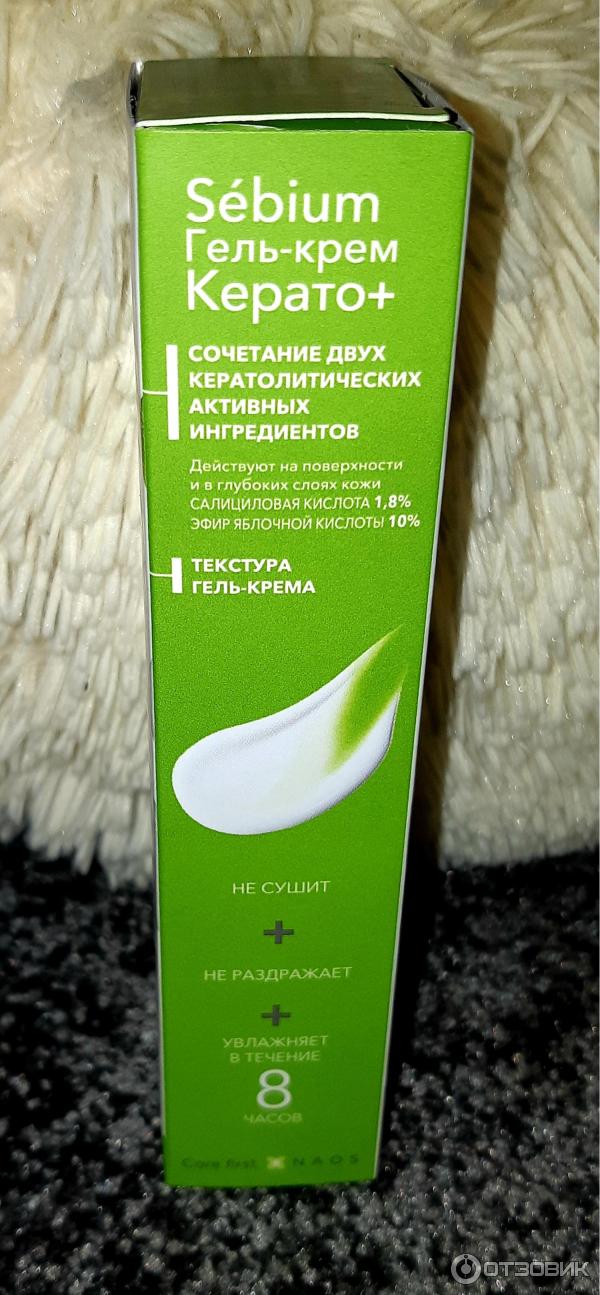 Sébium
Гель-крем
Керато+
СОЧЕТАНИЕ ДВУХ
КЕРАТОЛИТИЧЕСКИХ
АКТИВНЫХ
ИНГРЕДИЕНТОВ
Действуют на поверхности
и в глубоких слоях кожи
САЛИЦИЛОВАЯ КИСЛОТА 1,8%
ЭФИР ЯБЛОЧНОЙ КИСЛОТЫ 10%
ТЕКСТУРА
ГЕЛЬ-КРЕМА
НЕ СУШИТ
+
НЕ РАЗДРАЖАЕТ
+
УВЛАЖНЯЕТ
В ТЕЧЕНИЕ
8
ЧАСОВ
Care first NAOS
ОТЗОВИК